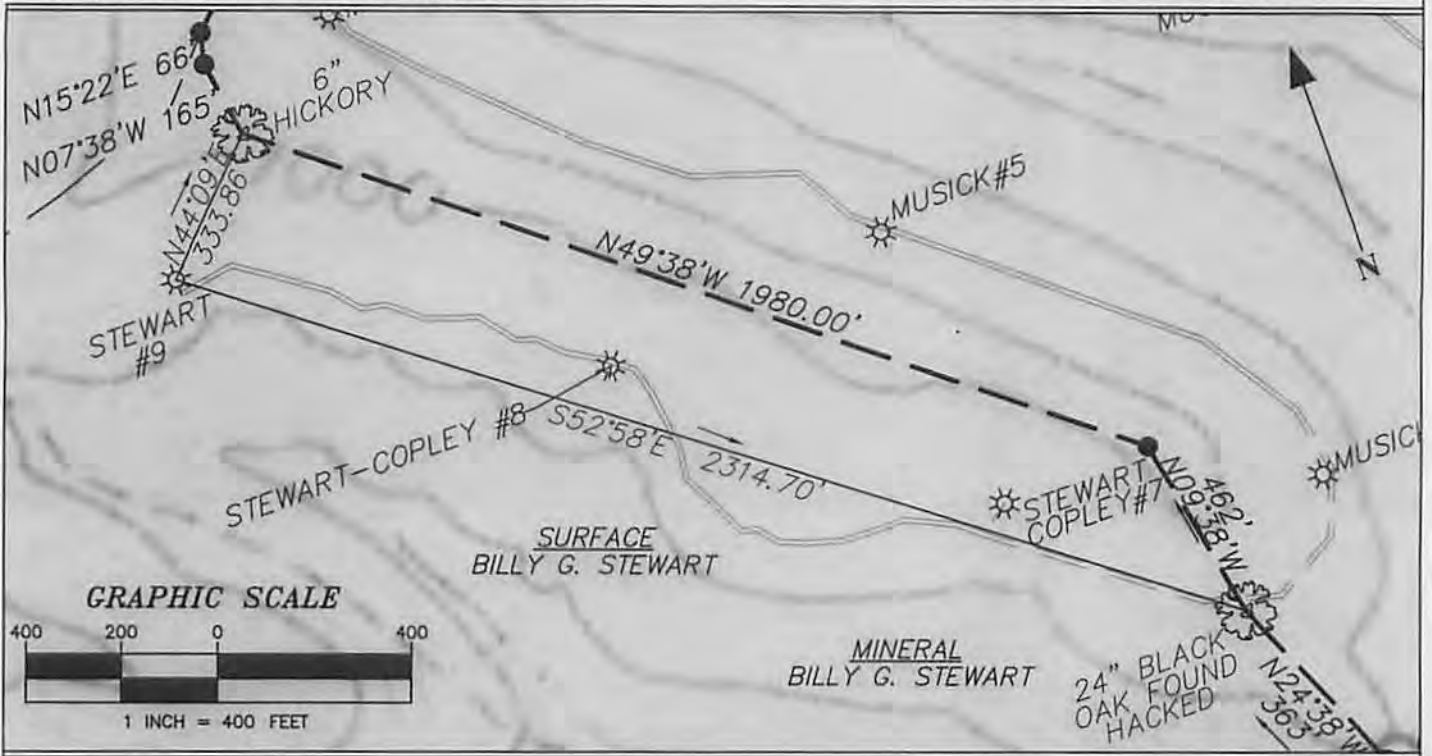 N15°22'E 66'
N07°38'W 165'
6"
HICKORY
N44°09'E
333.86'
MUSICK#5
N
N49°38'W 1980.00'
STEWART
#9
STEWART-COPLEY #8
S52°58'E 2314.70'
STEWART
COPLEY#7
462'
N09°38'W
SURFACE
BILLY G. STEWART
MINERAL
BILLY G. STEWART
24" BLACK
OAK FOUND
HACKED
N24°38'W
363
GRAPHIC SCALE
400 200 0 400
1 INCH = 400 FEET